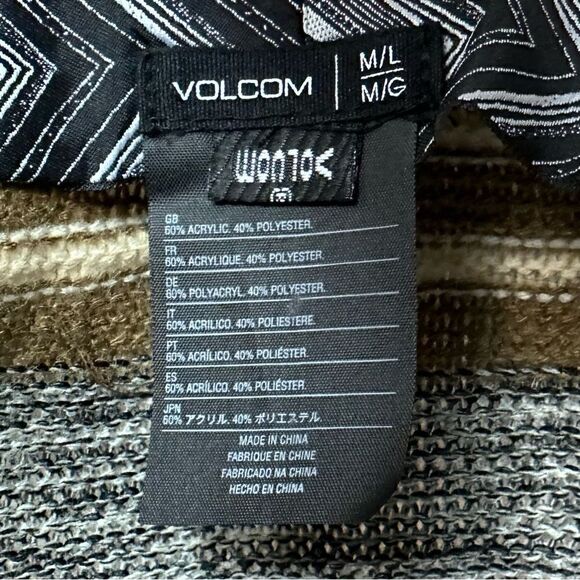 VOLCOM
M/L
M/G
VOLCOM
®
GB
60% ACRYLIC. 40% POLYESTER.
FR
60% ACRYLIQUE. 40% POLYESTER.
DE
60% POLYACRYL. 40% POLYESTER.
IT
60% ACRILICO. 40% POLIESTERE.
PT
60% ACRÍLICO. 40% POLIÉSTER.
ES
60% ACRÍLICO. 40% POLIÉSTER.
JPN
60% アクリル. 40% ポリエステル.
MADE IN CHINA
FABRIQUE EN CHINE
FABRICADO NA CHINA
HECHO EN CHINA